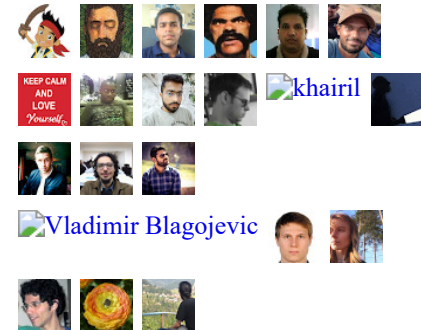 KEEP CALM
AND
LOVE
Yourself
khairil
Vladimir Blagojevic